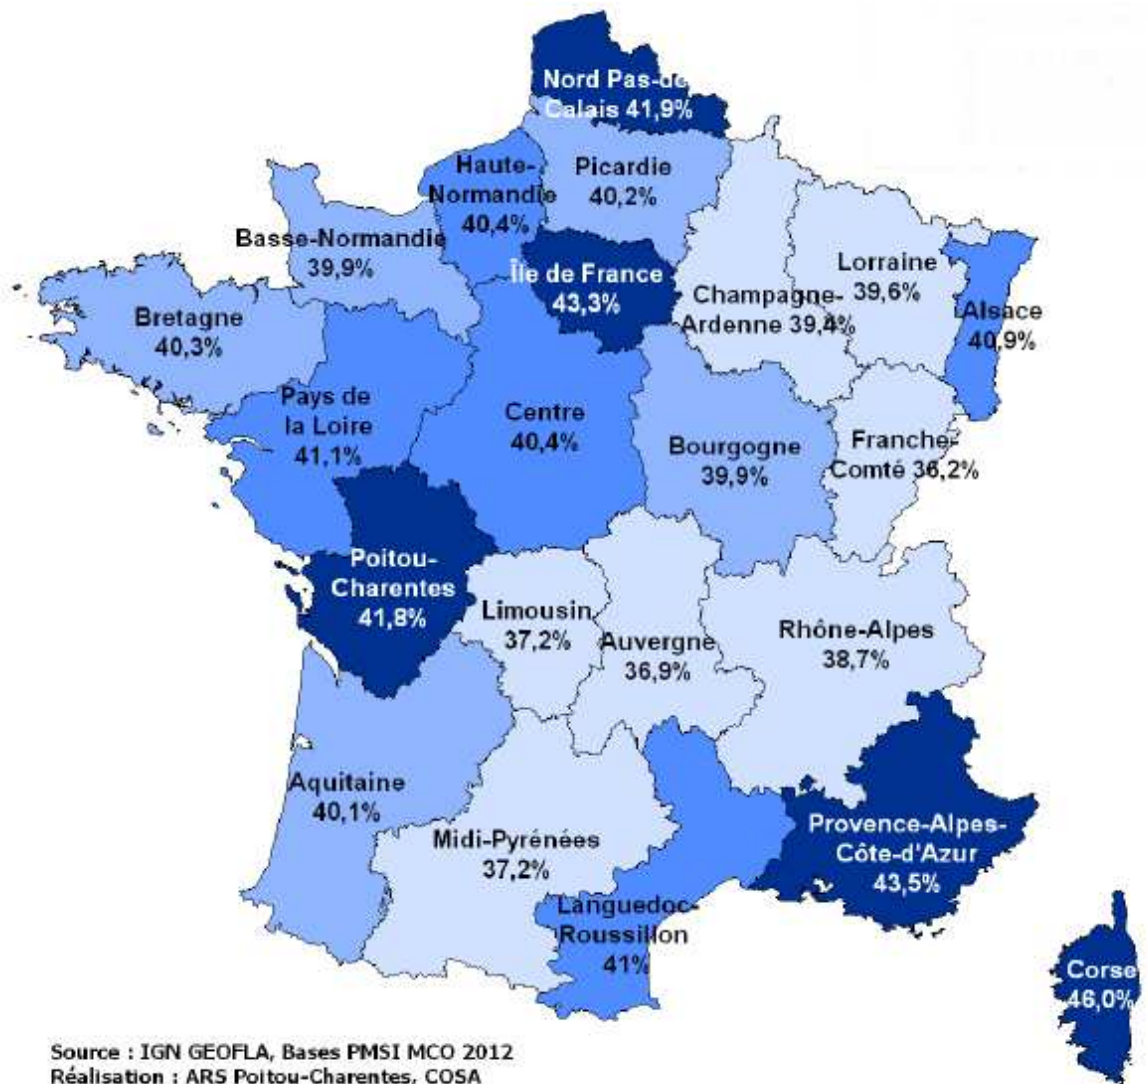 Nord Pas-de
Calais 41,9%
Haute-
Normandie
40,4%
Picardie
40,2%
Basse-Normandie
39,9%
Île de France
43,3%
Lorraine
39,6%
Champagne-
Ardenne 39,4%
Alsace
40,9%
Bretagne
40,3%
Pays de
la Loire
41,1%
Centre
40,4%
Bourgogne
39,9%
Franche-
Comté 36,2%
Poitou-
Charentes
41,8%
Limousin
37,2%
Auvergne
36,9%
Rhône-Alpes
38,7%
Aquitaine
40,1%
Midi-Pyrénées
37,2%
Provence-Alpes-
Côte-d'Azur
43,5%
Languedoc-
Roussillon
41%
Corse
46,0%
Source : IGN GEOFLA, Bases PMSI MCO 2012
Réalisation : ARS Poitou-Charentes, COSA